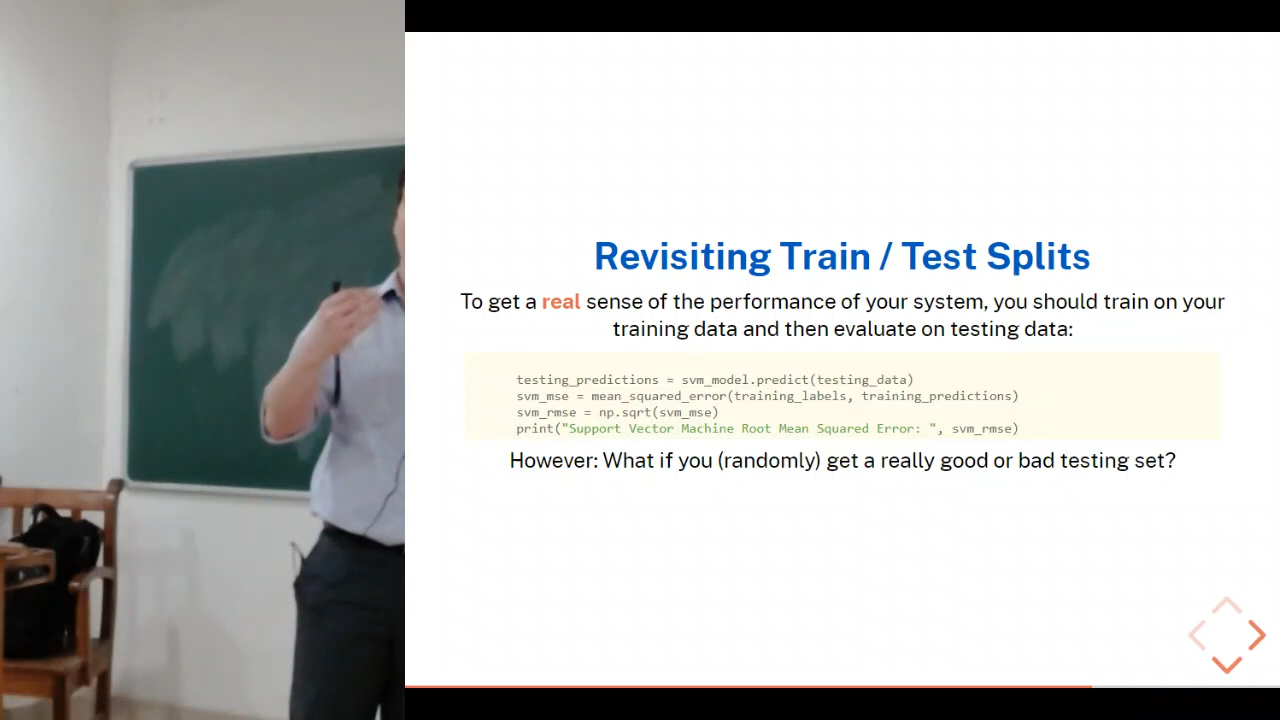 Revisiting Train / Test Splits
To get a real sense of the performance of your system, you should train on your
training data and then evaluate on testing data:
testing_predictions = svm_model.predict(testing_data)
svm_mse = mean_squared_error(training_labels, training_predictions)
svm_rmse = np.sqrt(svm_mse)
print("Support Vector Machine Root Mean Squared Error: ", svm_rmse)
However: What if you (randomly) get a really good or bad testing set?